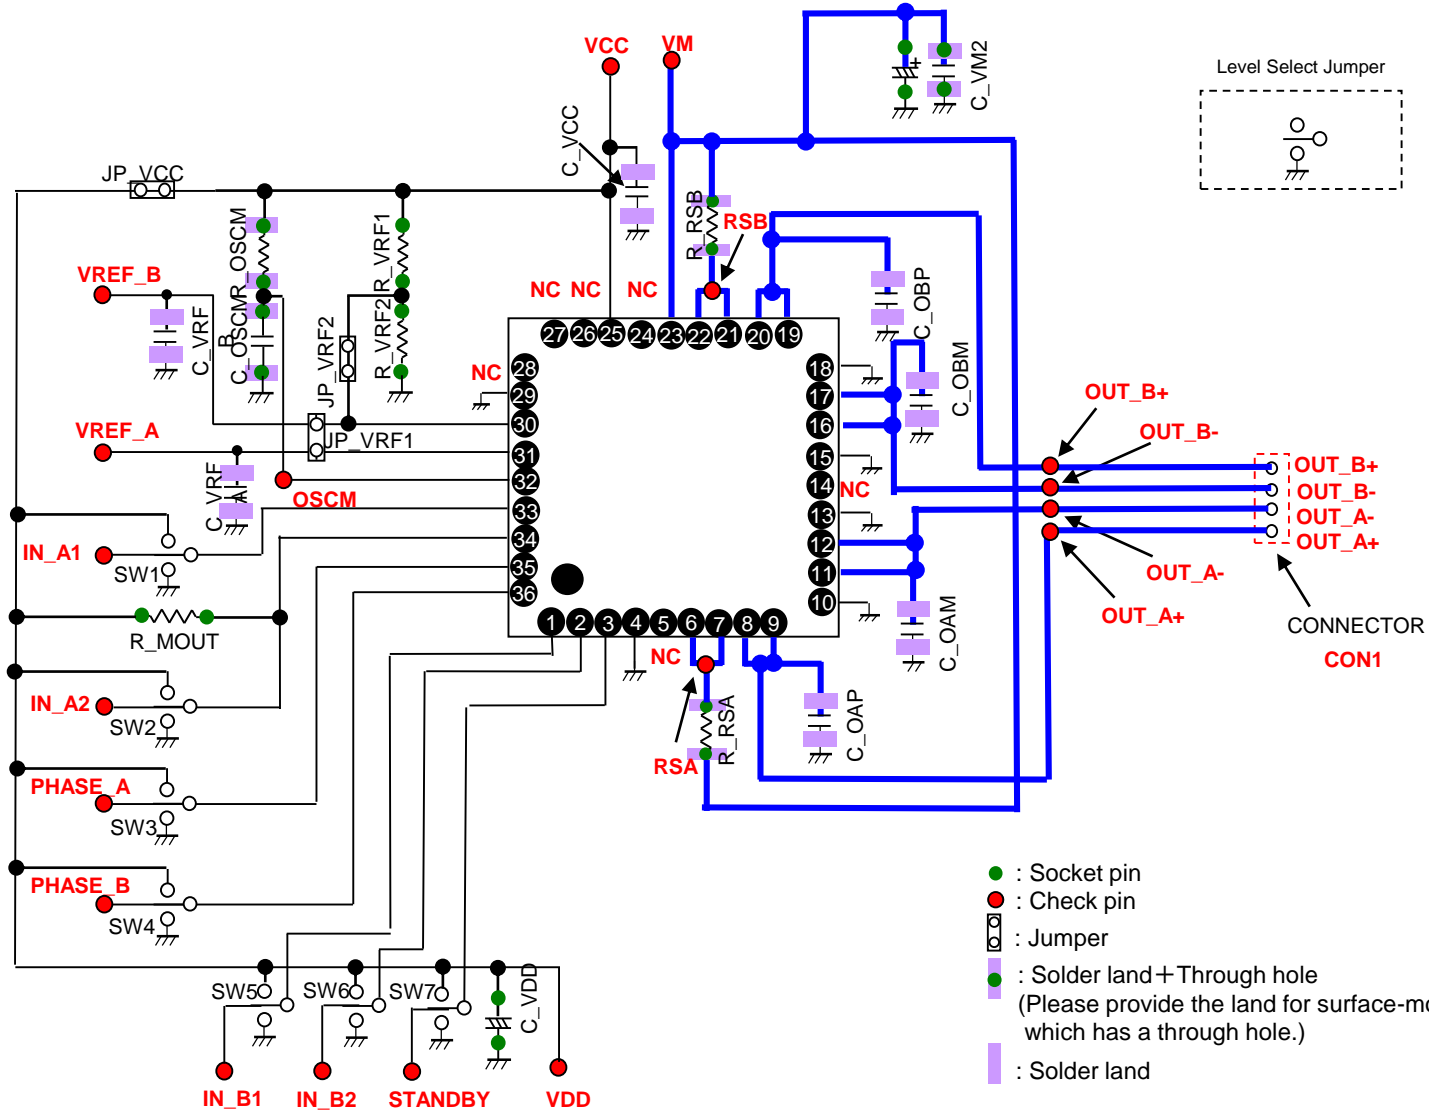 VCC
VM
C_VM2
+
Level Select Jumper
C_VCC
JP_VCC
R_OSCM
R_VRF1
R_RSB
RSB
VREF_B
C_VRF
B
C_OSCM
R_VRF2
JP_VRF2
NC NC NC
C_OBP
27 26 25 24 23 22 21 20 19
28
NC
29
30
31
32
33
34
35
36
18
17
16
15
14
NC
13
12
11
10
C_OBM
VREF_A
JP_VRF1
C_VRF
A
OSCM
OUT_B+
OUT_B-
OUT_A-
OUT_A+
OUT_B+
OUT_B-
OUT_A-
OUT_A+
IN_A1
SW1
1 2 3 4 5 6 7 8 9
R_MOUT
NC
C_OAM
CONNECTOR
CON1
IN_A2
SW2
RSA
R_RSA
C_OAP
PHASE_A
SW3
PHASE_B
SW4
SW5
SW6
SW7
C_VDD
IN_B1
IN_B2
STANDBY
VDD
: Socket pin
: Check pin
: Jumper
: Solder land+Through hole
(Please provide the land for surface-mo
which has a through hole.)
: Solder land